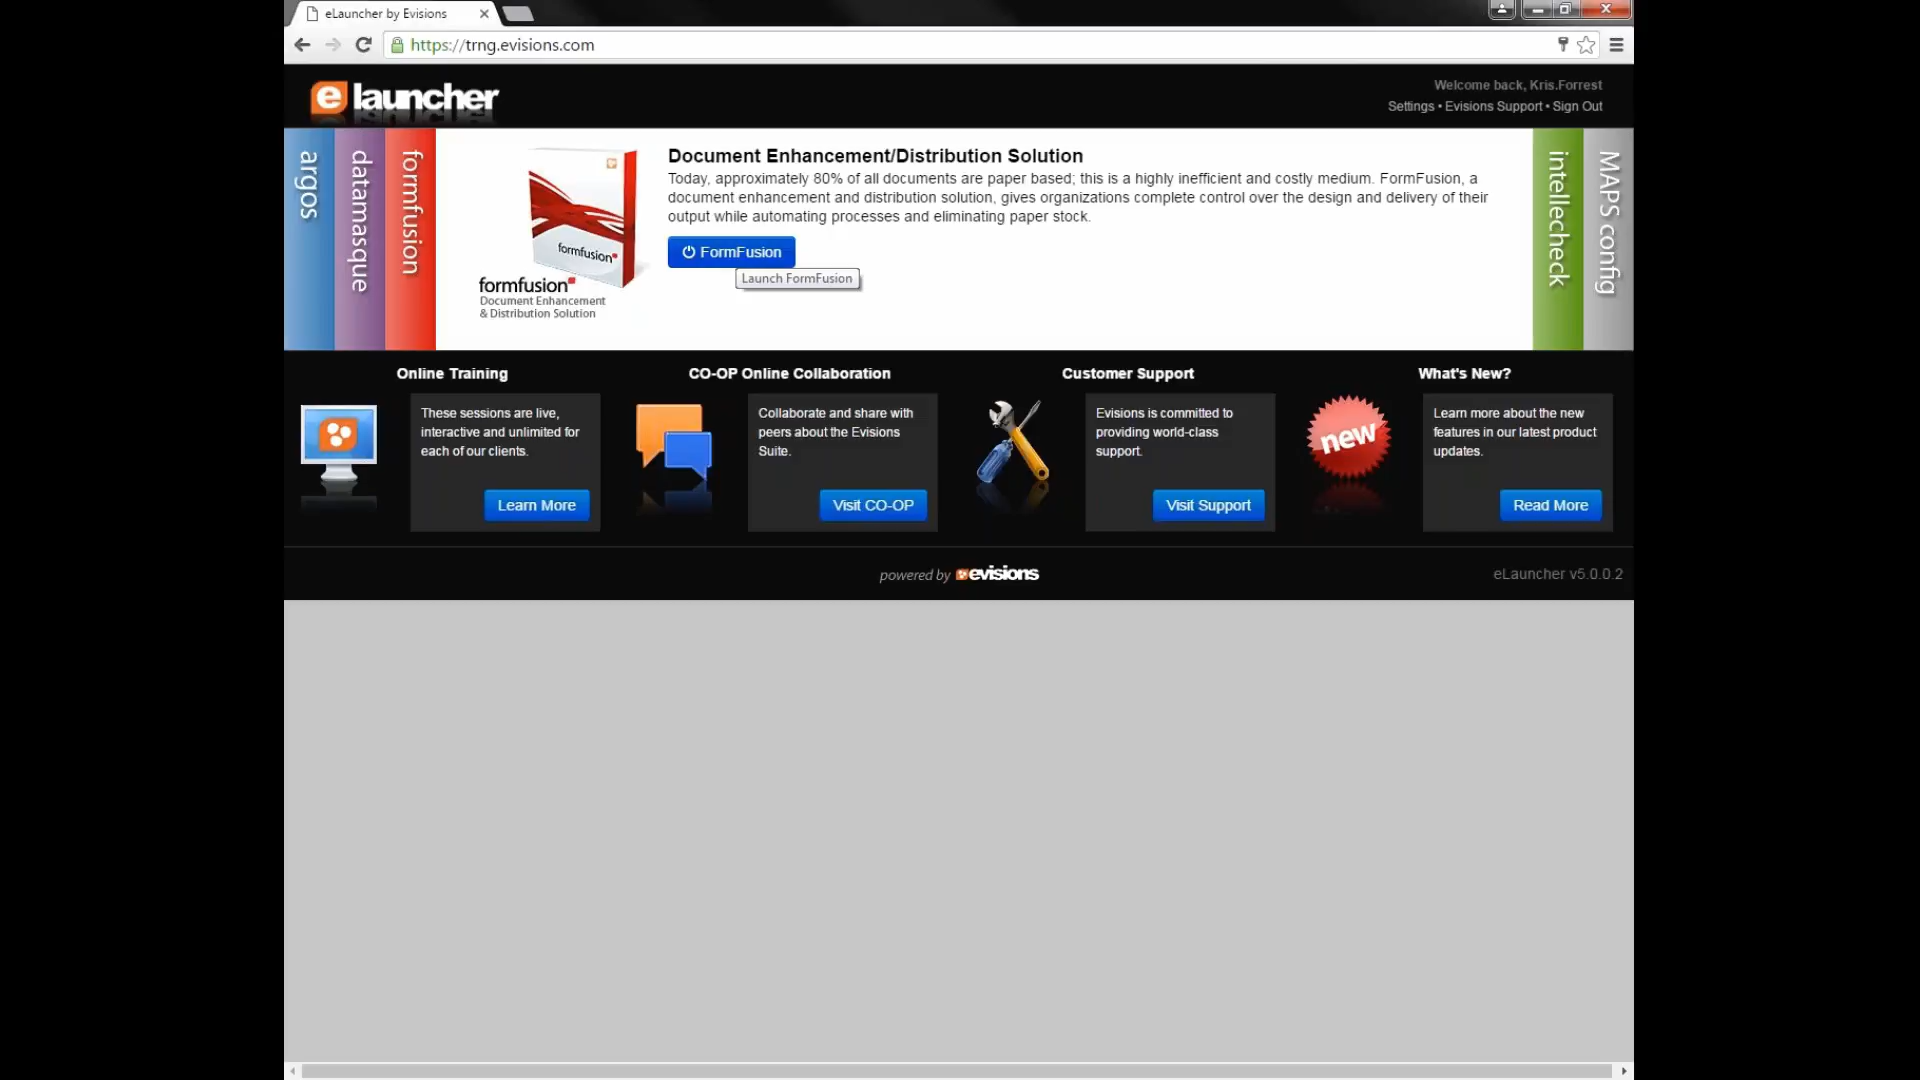 eLauncher by Evisions
https://trng.evisions.com
e launcher
Welcome back, Kris.Forrest
Settings • Evisions Support • Sign Out
argos
datamasque
formfusion
formfusion
formfusion
Document Enhancement
& Distribution Solution
Document Enhancement/Distribution Solution
Today, approximately 80% of all documents are paper based; this is a highly inefficient and costly medium. FormFusion, a
document enhancement and distribution solution, gives organizations complete control over the design and delivery of their
output while automating processes and eliminating paper stock.
FormFusion
Launch FormFusion
intellecheck
MAPS config
Online Training
These sessions are live,
interactive and unlimited for
each of our clients.
Learn More
CO-OP Online Collaboration
Collaborate and share with
peers about the Evisions
Suite.
Visit CO-OP
Customer Support
Evisions is committed to
providing world-class
support.
Visit Support
What's New?
new
Learn more about the new
features in our latest product
updates.
Read More
powered by evisions
eLauncher v5.0.0.2